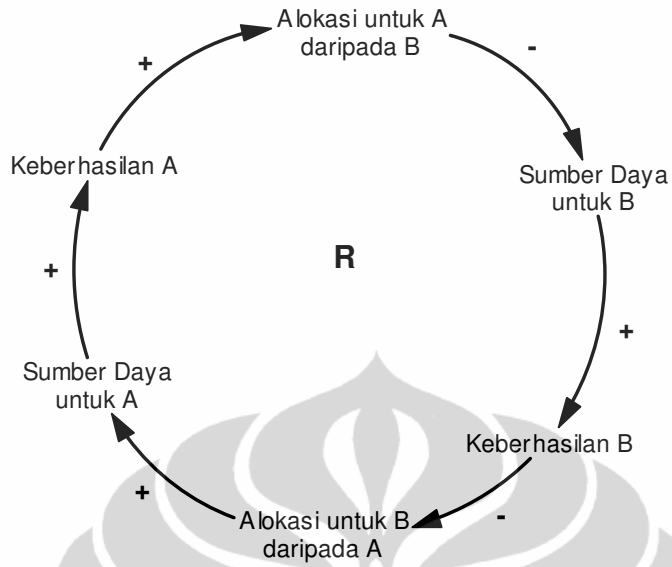 Alokasi untuk A
daripada B
-
Sumber Daya
untuk B
+
Keberhasilan B
-
Alokasi untuk B
daripada A
+
Sumber Daya
untuk A
+
Keberhasilan A
+
R